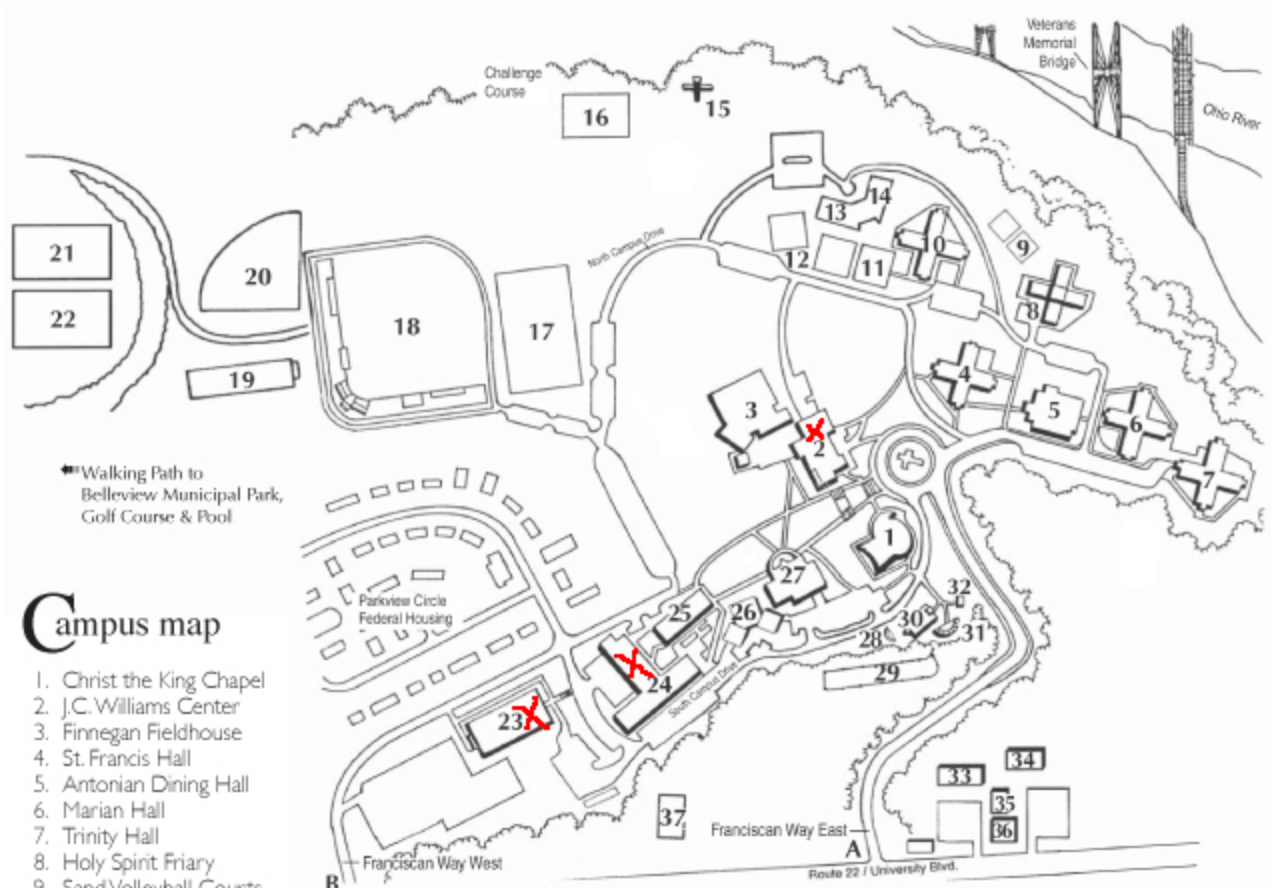 Veterans
Memorial
Bridge
Ohio River
Challenge
Course
16
15
14
13
10
9
12
11
8
21
20
22
18
17
19
North Campus Drive
4
5
6
3
2
7
Walking Path to
Belleview Municipal Park,
Golf Course & Pool
1
27
32
Parkview Circle
Federal Housing
25
26
30
31
28
29
24
South Campus Drive
23
Campus map
1. Christ the King Chapel
2. J.C. Williams Center
3. Finnegan Fieldhouse
4. St. Francis Hall
5. Antonian Dining Hall
6. Marian Hall
7. Trinity Hall
8. Holy Spirit Friary
9. Sand Volleyball Courts
34
33
35
36
37
Franciscan Way East
A
Franciscan Way West
Route 22 / University Blvd.
B